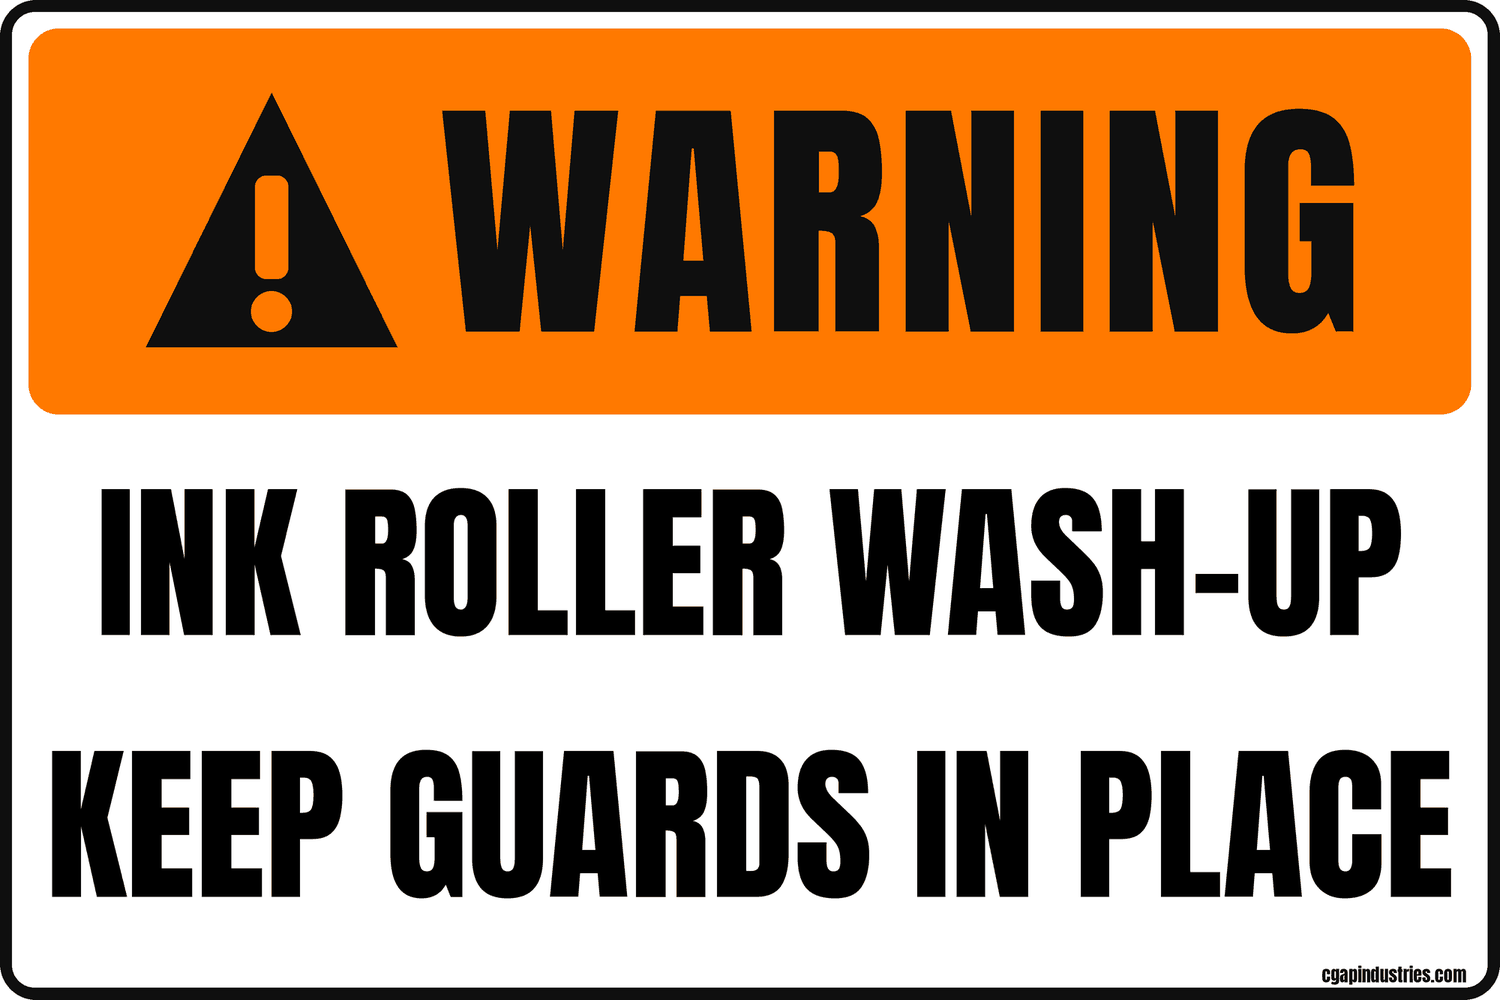 WARNING
INK ROLLER WASH-UP
KEEP GUARDS IN PLACE
cgapindustries.com